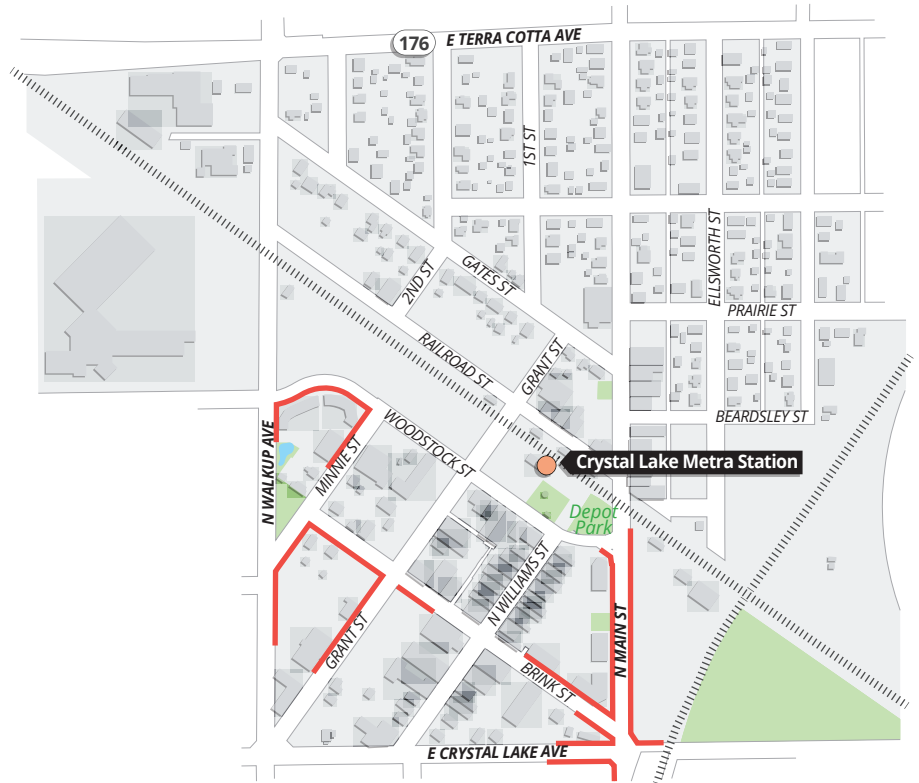 176
E TERRA COTTA AVE
1ST ST
ELLSWORTH ST
2ND ST
GATES ST
PRAIRIE ST
RAILROAD ST
GRANT ST
BEARDSLEY ST
N WALKUP AVE
MINNIE ST
WOODSTOCK ST
Crystal Lake Metra Station
Depot
Park
N WILLIAMS ST
GRANT ST
N MAIN ST
BRINK ST
E CRYSTAL LAKE AVE